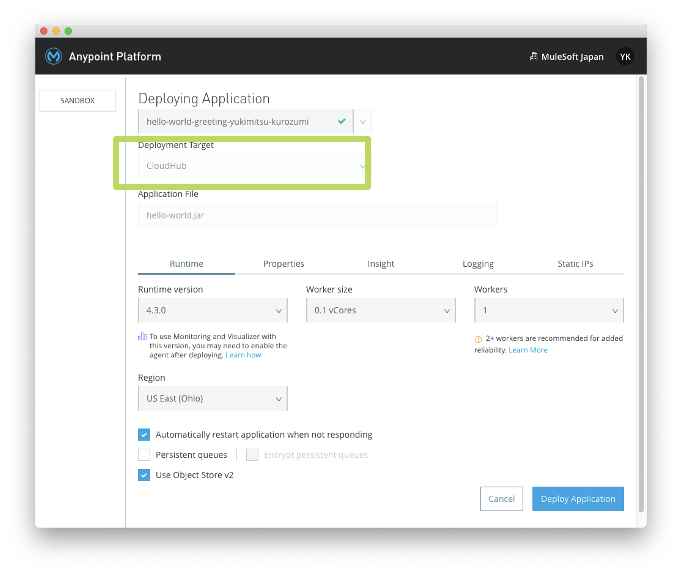 Anypoint Platform
MuleSoft Japan
YK
SANDBOX
Deploying Application
hello-world-greeting-yukimitsu-kurozumi
Deployment Target
CloudHub
Application File
hello-world.jar
Runtime
Properties
Insight
Logging
Static IPs
Runtime version
Worker size
Workers
4.3.0
0.1 vCores
1
To use Monitoring and Visualizer with
this version, you may need to enable the
agent after deploying. Learn how
2+ workers are recommended for added
reliability. Learn More
Region
US East (Ohio)
Automatically restart application when not responding
Persistent queues
Encrypt persistent queues
Use Object Store v2
Cancel
Deploy Application